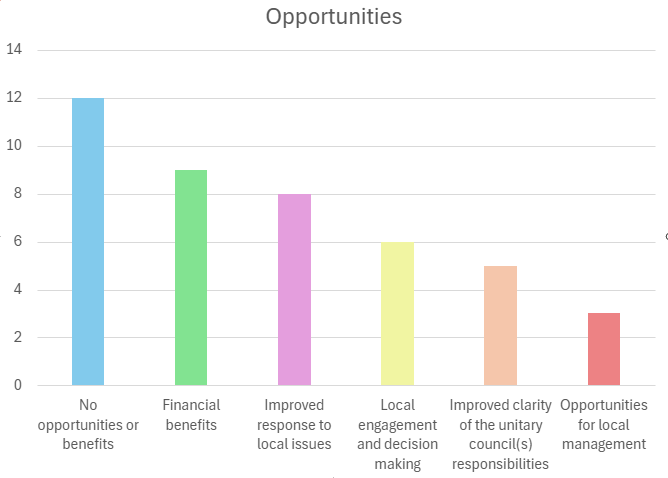 Opportunities
14
12
10
8
6
4
2
0
No
opportunities or
benefits
Financial
benefits
Improved
response to
local issues
Local
engagement
and decision
making
Improved clarity
of the unitary
council(s)
responsibilities
Opportunities
for local
management